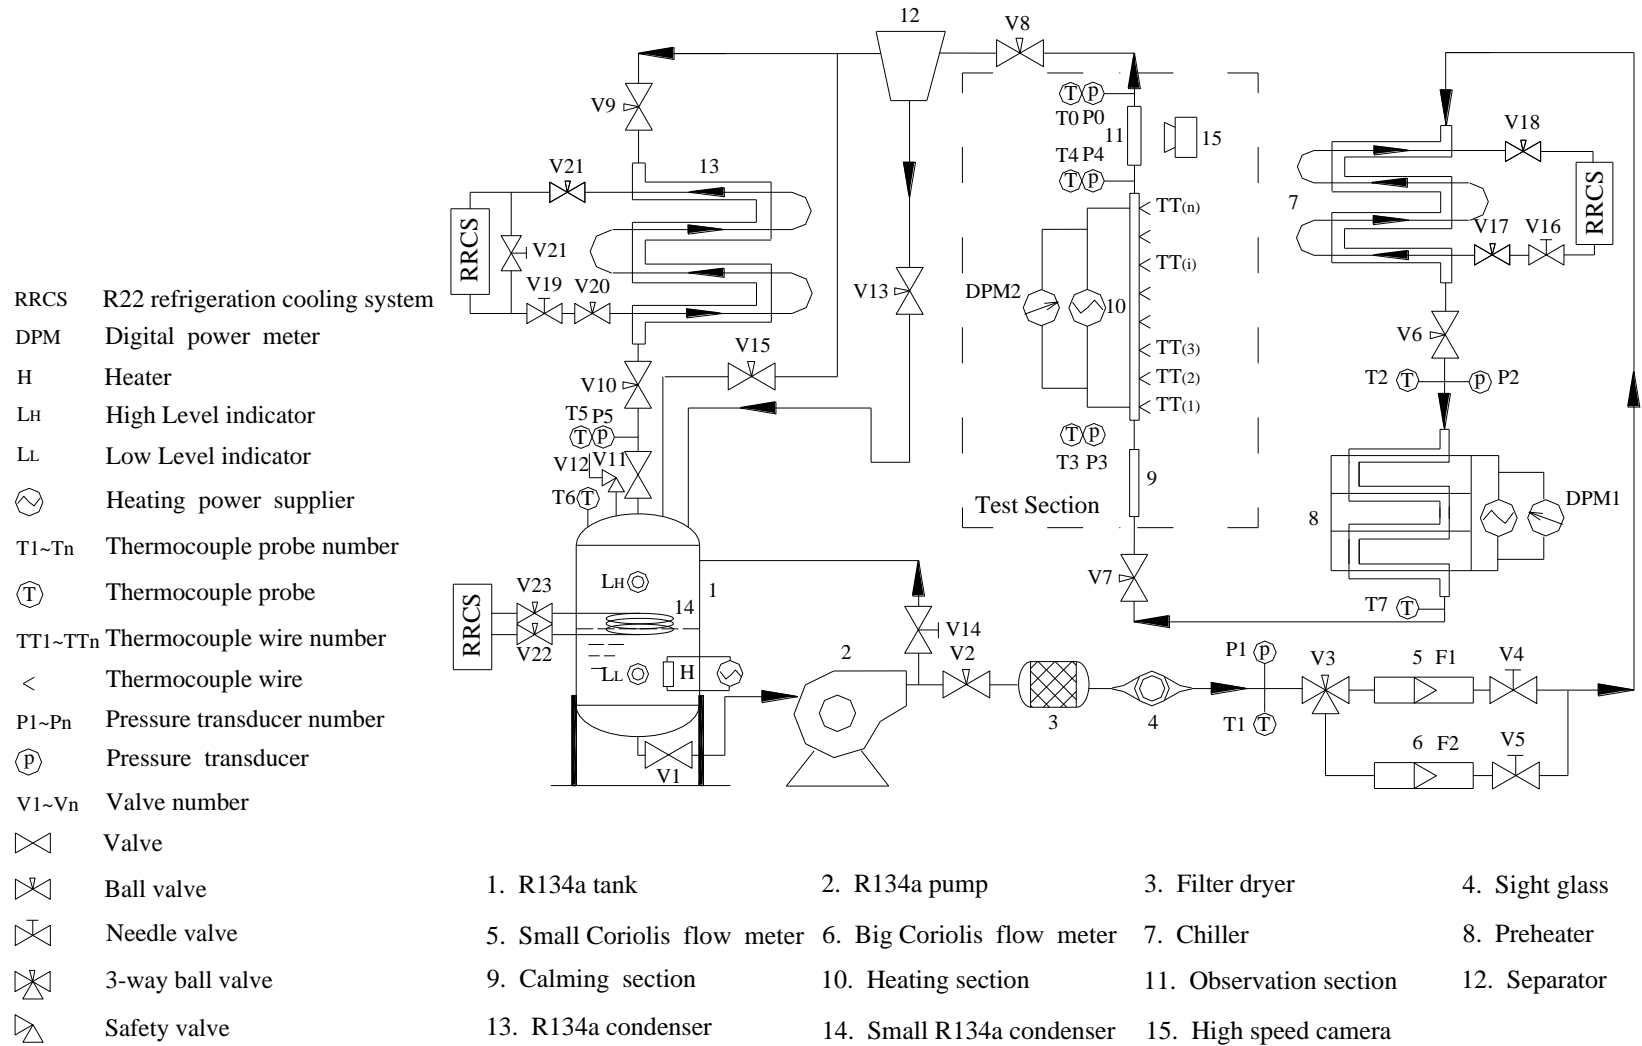 12
V8
V9
T P
T0 P0
11
15
V18
T4 P4
T P
V21
13
RRCS
V21
V19
V20
TT(n)
TT(i)
DPM2
10
TT(3)
TT(2)
TT(1)
7
RRCS
V17
V16
V13
V15
V10
V6
T2 T
P P2
T5 P5
T P
V12 V11
T6 T
T P
T3 P3
9
Test Section
8
DPM1
V7
T7 T
RRCS
V23
V22
LH
14
1
LL
H
V14
2
V2
V1
3
4
P1 P
T1 T
V3
5 F1
V4
6 F2
V5
RRCS R22 refrigeration cooling system
DPM Digital power meter
H Heater
LH High Level indicator
LL Low Level indicator
Heating power supplier
T1~Tn Thermocouple probe number
T Thermocouple probe
TT1~TTn Thermocouple wire number
< Thermocouple wire
P1~Pn Pressure transducer number
P Pressure transducer
V1~Vn Valve number
Valve
Ball valve
Needle valve
3-way ball valve
Safety valve
1. R134a tank 2. R134a pump 3. Filter dryer 4. Sight glass
5. Small Coriolis flow meter 6. Big Coriolis flow meter 7. Chiller 8. Preheater
9. Calming section 10. Heating section 11. Observation section 12. Separator
13. R134a condenser 14. Small R134a condenser 15. High speed camera